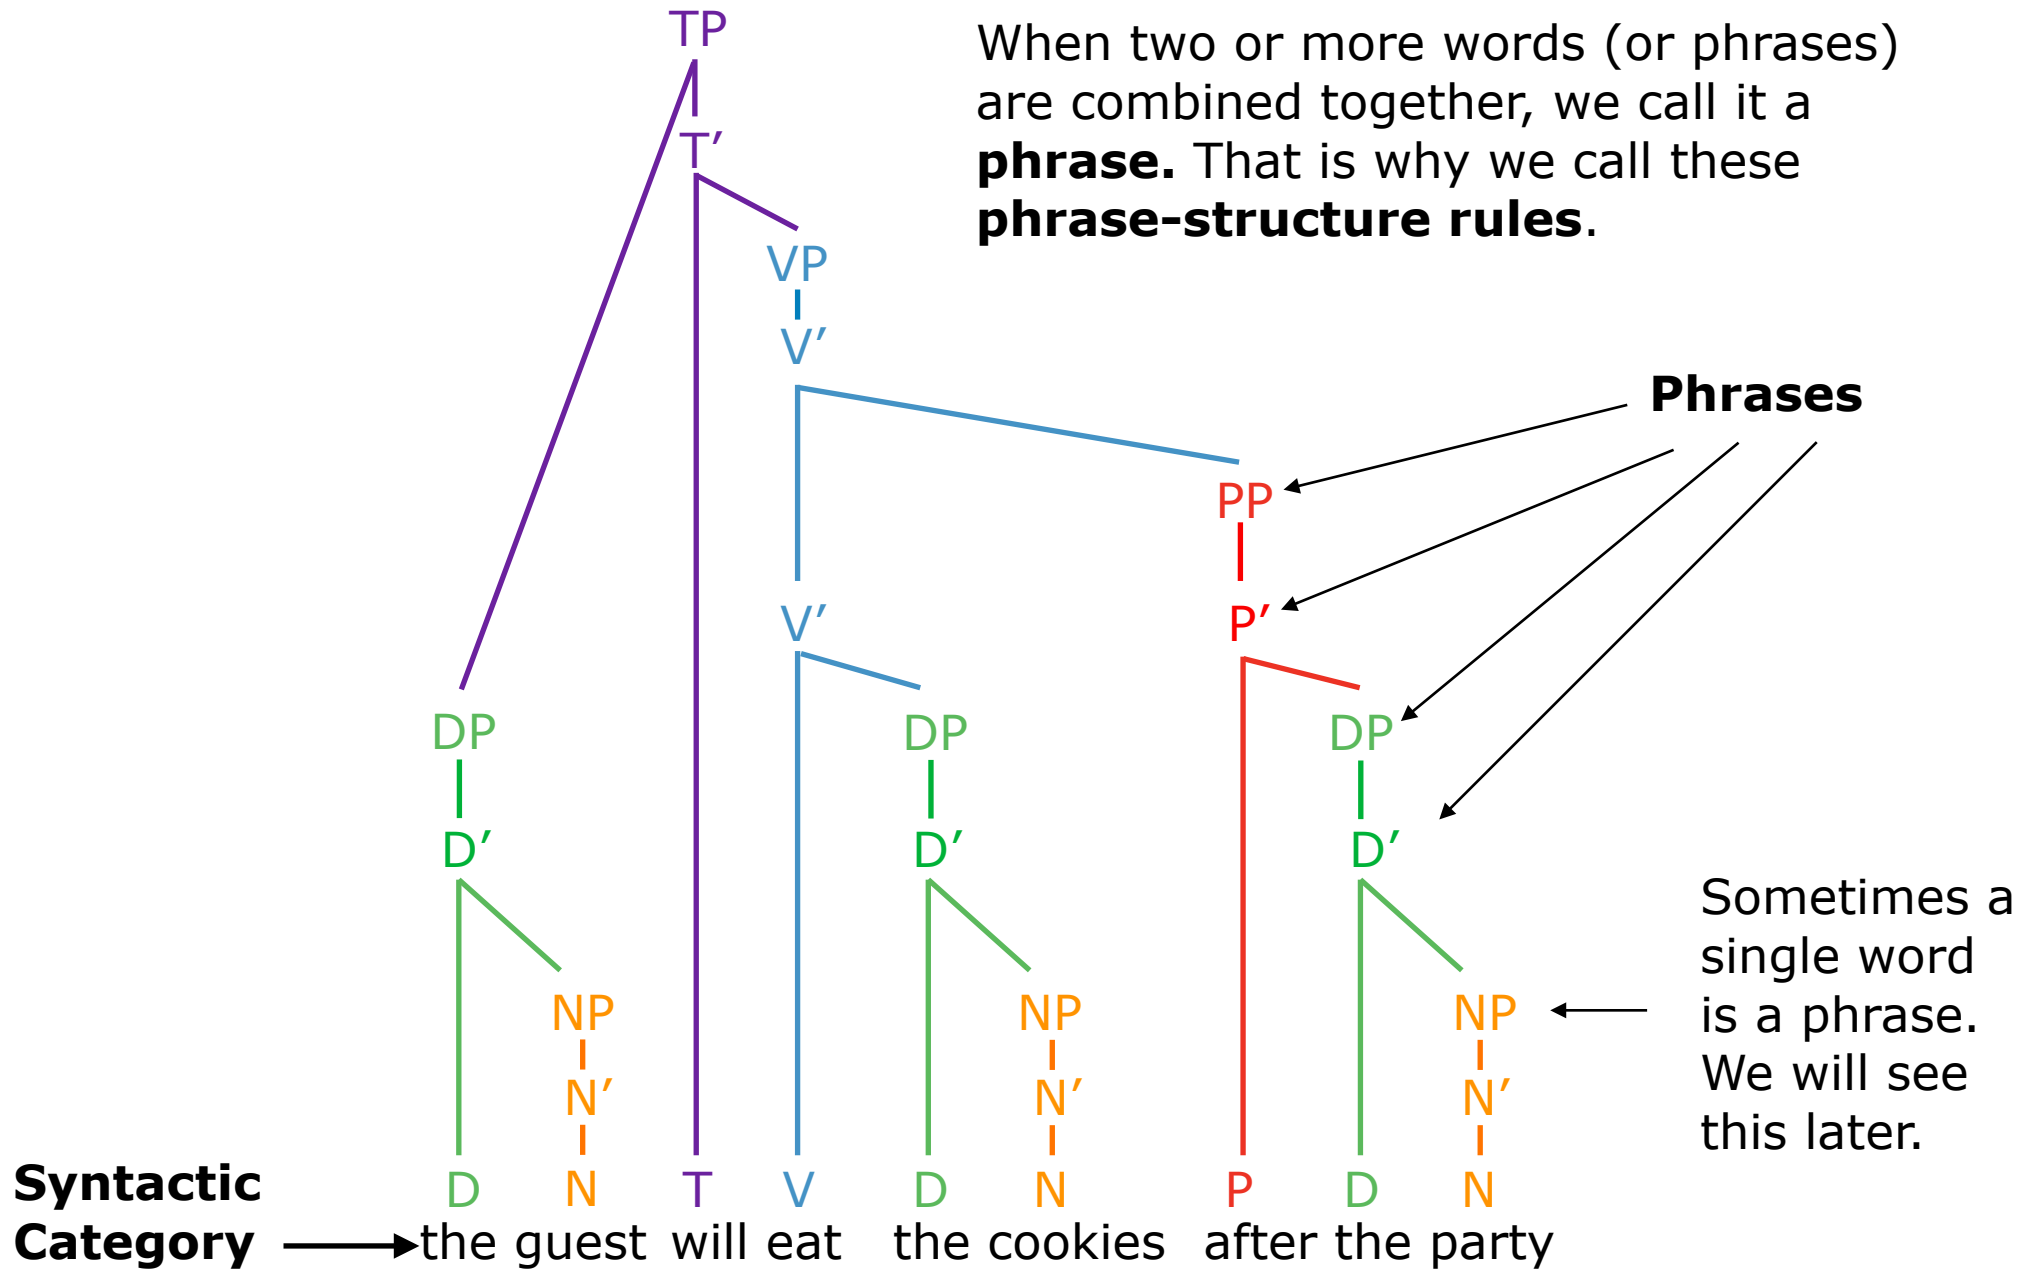 TP
When two or more words (or phrases)
are combined together, we call it a
T′
phrase. That is why we call these
phrase-structure rules.
VP
V′
Phrases
PP
V′
P′
DP DP DP
D′ D′ D′
Sometimes a
single word
NP NP NP
is a phrase.
We will see
N′ N′ N′
this later.
Syntactic
D N T V D N P D N
Category
the guest will eat the cookies after the party